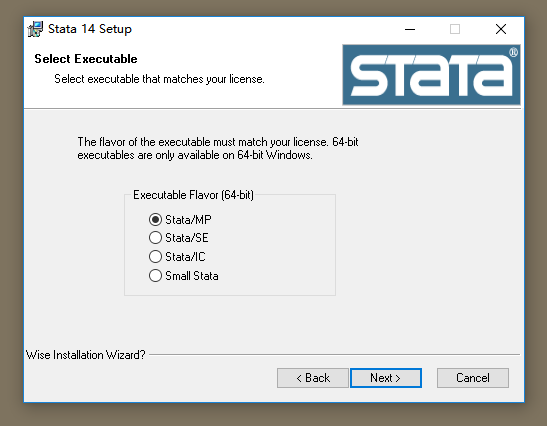 Stata 14 Setup
Select Executable
Select executable that matches your license.
STATA®
The flavor of the executable must match your license. 64-bit
executables are only available on 64-bit Windows.
Executable Flavor (64-bit)
Stata/MP
Stata/SE
Stata/IC
Small Stata
Wise Installation Wizard?
< Back
Next >
Cancel